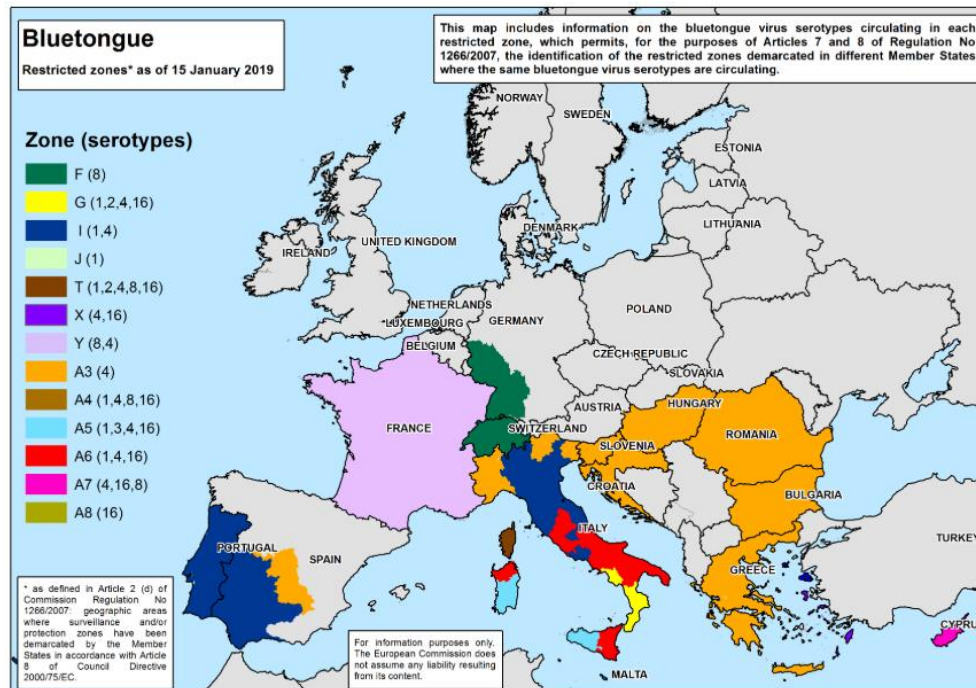 Bluetongue
Restricted zones* as of 15 January 2019
This map includes information on the bluetongue virus serotypes circulating in each
restricted zone, which permits, for the purposes of Articles 7 and 8 of Regulation No
1266/2007, the identification of the restricted zones demarcated in different Member States
where the same bluetongue virus serotypes are circulating.
Zone (serotypes)
F (8)
G (1,2,4,16)
I (1,4)
J (1)
T (1,2,4,8,16)
X (4,16)
Y (8,4)
A3 (4)
A4 (1,4,8,16)
A5 (1,3,4,16)
A6 (1,4,16)
A7 (4,16,8)
A8 (16)
NORWAY
SWEDEN
ESTONIA
LATVIA
LITHUANIA
DENMARK
UNITED KINGDOM
IRELAND
NETHERLANDS
LUXEMBOURG
BELGIUM
GERMANY
POLAND
CZECH REPUBLIC
SLOVAKIA
AUSTRIA
HUNGARY
FRANCE
SWITZERLAND
SLOVENIA
ROMANIA
CROATIA
BULGARIA
ITALY
PORTUGAL
SPAIN
GREECE
TURKEY
CYPRU
MALTA
* as defined in Article 2 (d) of
Commission Regulation No
1266/2007: geographic areas
where surveillance and/or
protection zones have been
demarcated by the Member
States in accordance with Article
8 of Council Directive
2000/75/EC.
For information purposes only.
The European Commission does
not assume any liability resulting
from its content.